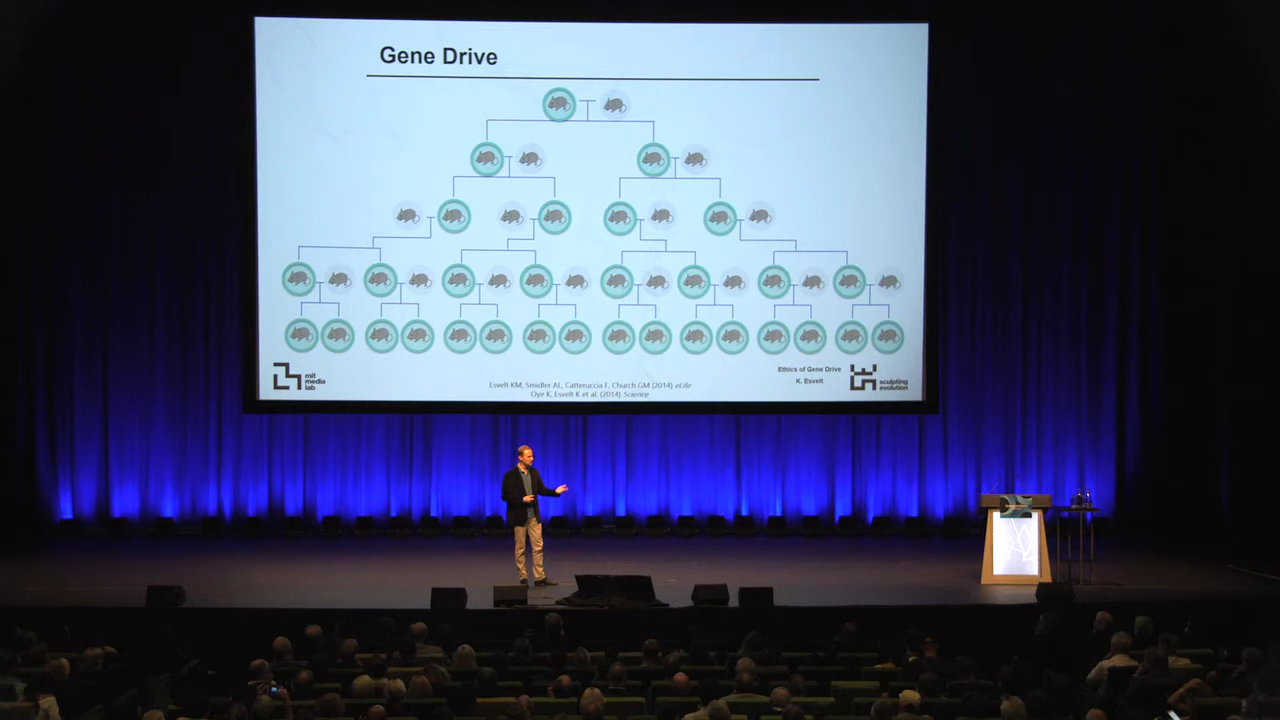 Gene Drive
mit
media
lab
Esvelt KM, Smidler AL, Catteruccia F, Church GM (2014) eLife
Oye K, Esvelt K et al. (2014) Science
Ethics of Gene Drive
K. Esvelt
sculpting
evolution